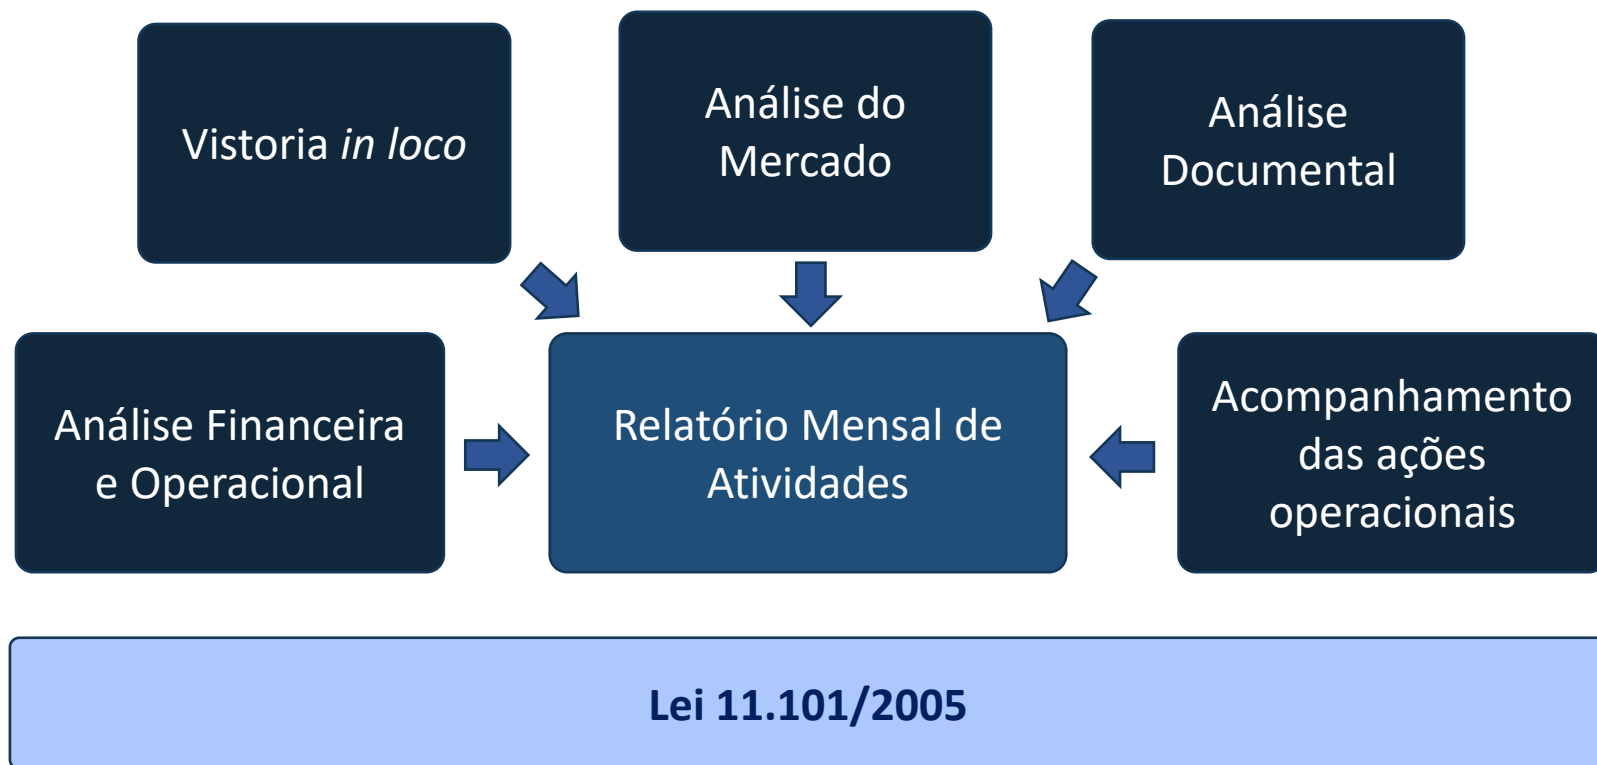 Vistoria in loco
Análise do
Mercado
Análise
Documental
Análise Financeira
e Operacional
Relatório Mensal de
Atividades
Acompanhamento
das ações
operacionais
Lei 11.101/2005